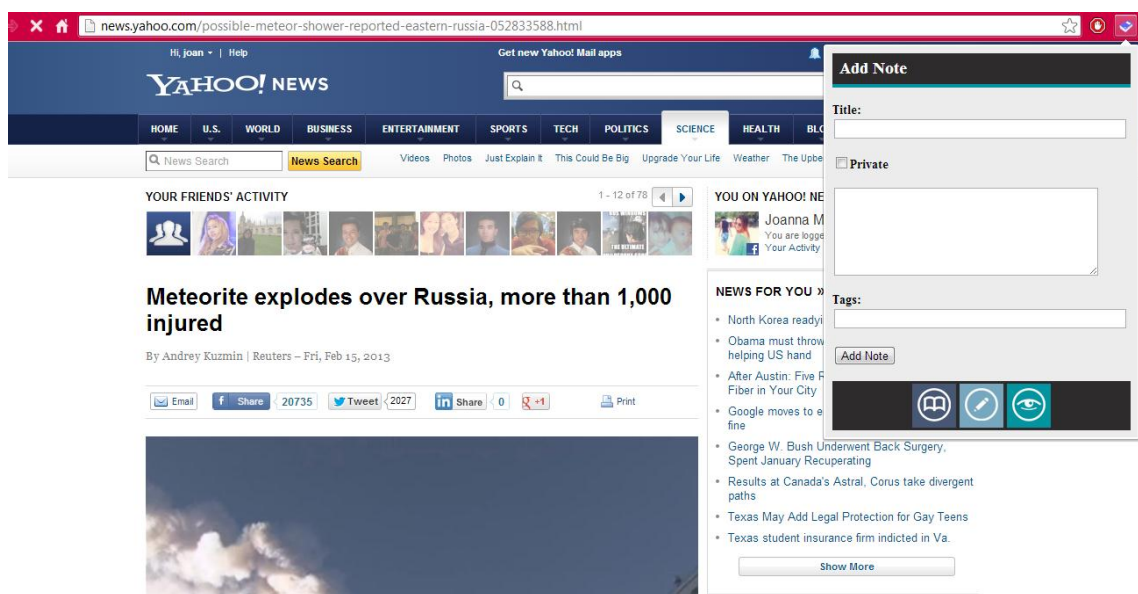 news.yahoo.com/possible-meteor-shower-reported-eastern-russia-052833588.html
Hi, joan | Help
Get new Yahoo! Mail apps
YAHOO! NEWS
HOME U.S. WORLD BUSINESS ENTERTAINMENT SPORTS TECH POLITICS SCIENCE HEALTH BLO
News Search
News Search
Videos Photos Just Explain It This Could Be Big Upgrade Your Life Weather The Upbe
YOUR FRIENDS' ACTIVITY
1 - 12 of 78
Meteorite explodes over Russia, more than 1,000
injured
By Andrey Kuzmin | Reuters – Fri, Feb 15, 2013
Email
Share 20735
Tweet 2027
Share 0
+1
Print
YOU ON YAHOO! NE
Joanna M
You are logge
Your Activity
NEWS FOR YOU »
• North Korea readyi
• Obama must throw
helping US hand
• After Austin: Five F
Fiber in Your City
• Google moves to e
fine
• George W. Bush Underwent Back Surgery,
Spent January Recuperating
• Results at Canada's Astral, Corus take divergent
paths
• Texas May Add Legal Protection for Gay Teens
• Texas student insurance firm indicted in Va.
Show More
Add Note
Title:
Private
Tags:
Add Note